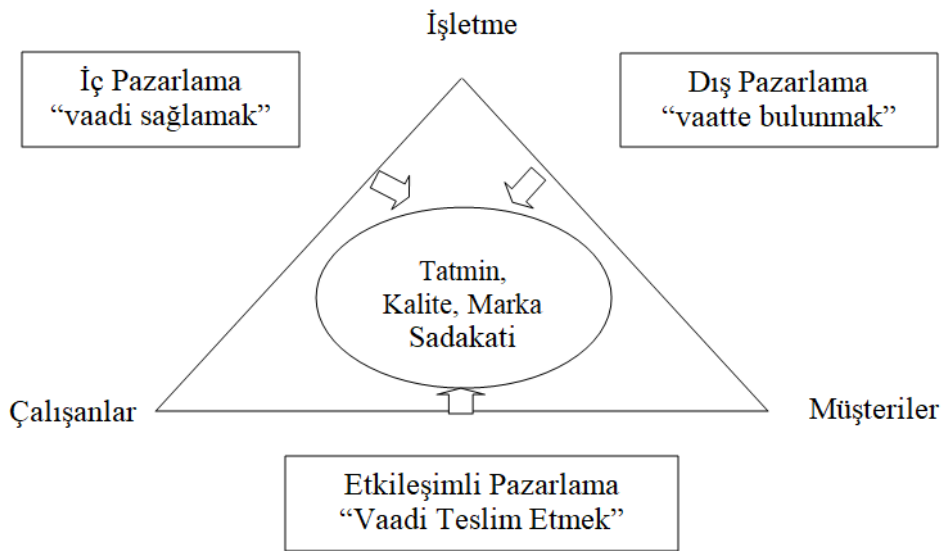 İşletme
İç Pazarlama
“vaadi sağlamak”
Dış Pazarlama
“vaatte bulunmak”
Tatmin,
Kalite, Marka
Sadakati
Çalışanlar
Müşteriler
Etkileşimli Pazarlama
“Vaadi Teslim Etmek”